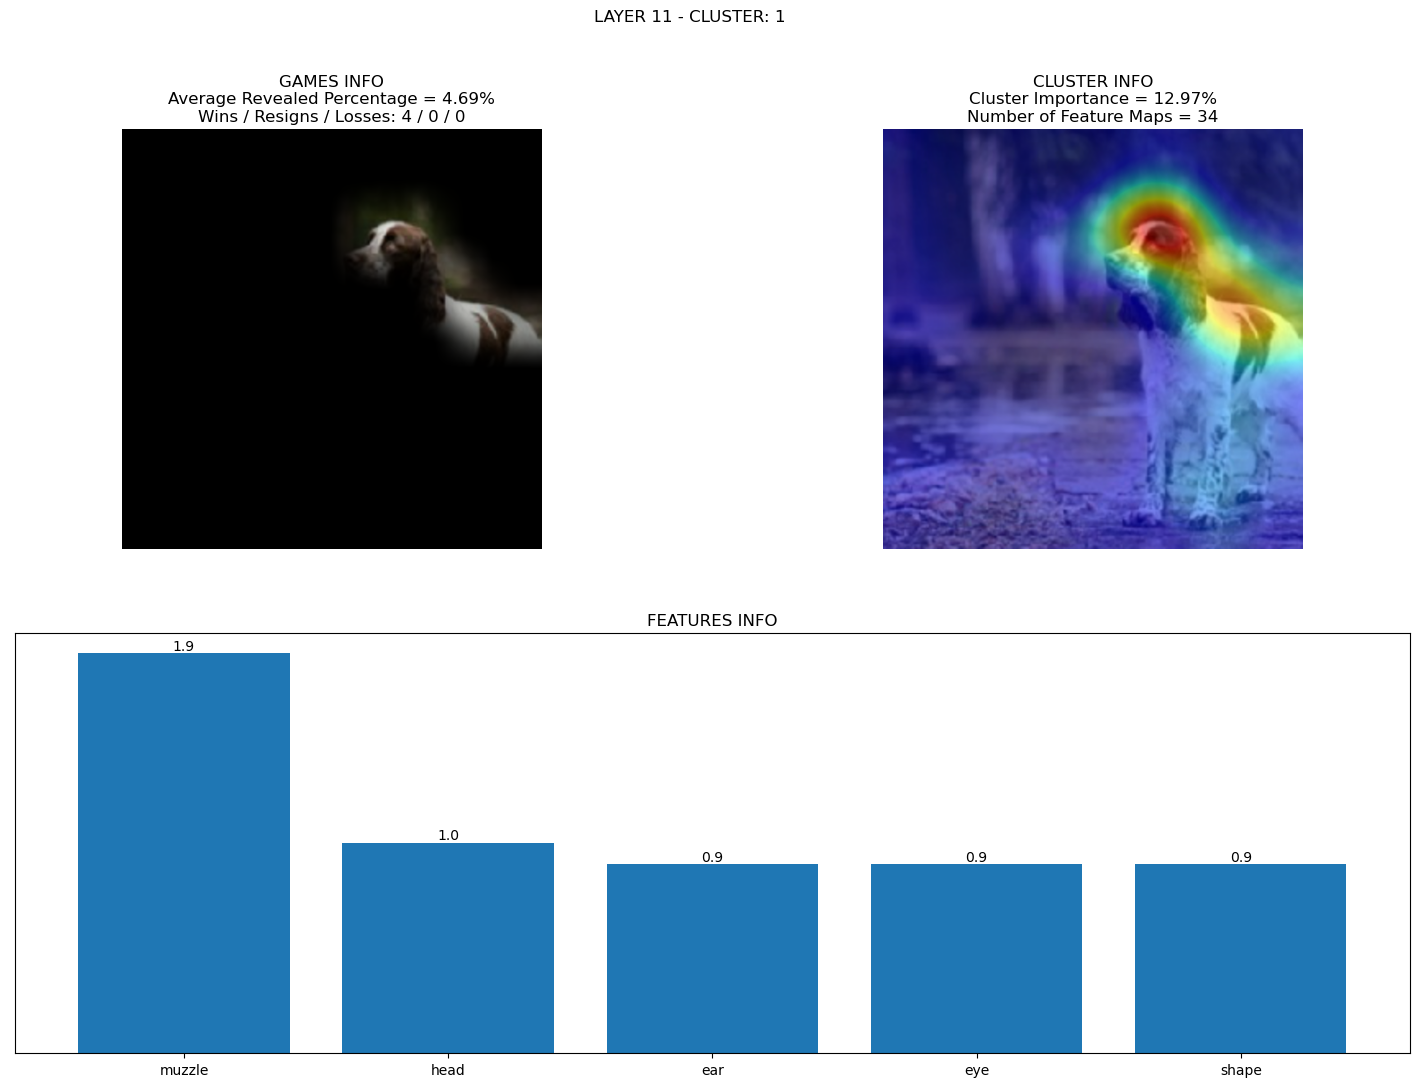 LAYER 11 - CLUSTER: 1
GAMES INFO
Average Revealed Percentage = 4.69%
Wins / Resigns / Losses: 4 / 0 / 0
CLUSTER INFO
Cluster Importance = 12.97%
Number of Feature Maps = 34
FEATURES INFO
1.9
1.0
0.9
0.9
0.9
muzzle
head
ear
eye
shape